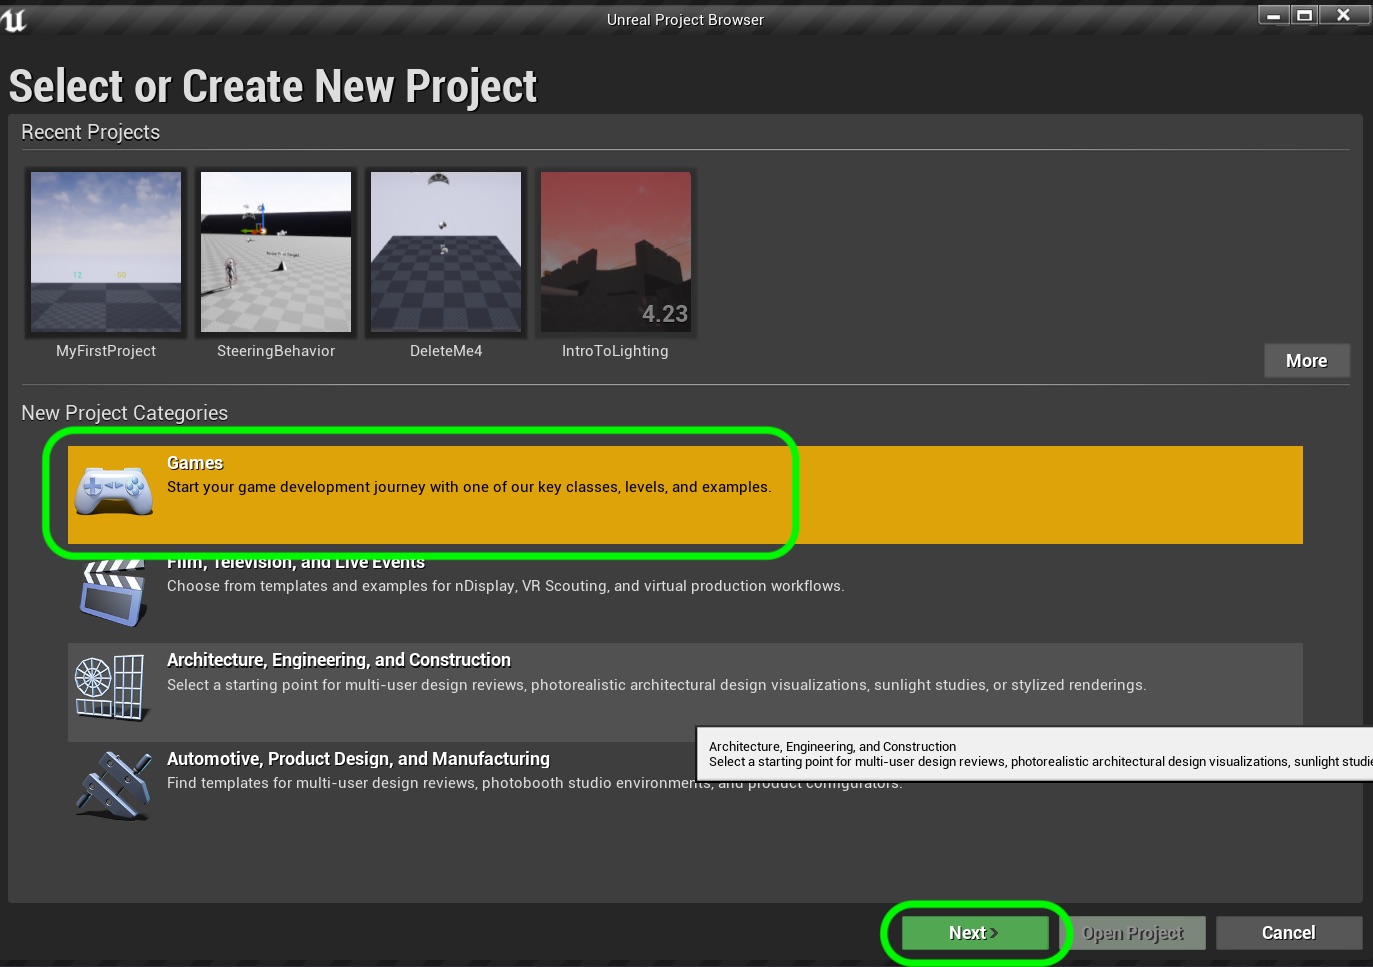 Unreal Project Browser
Select or Create New Project
Recent Projects
12 50
4.23
MyFirstProject
SteeringBehavior
DeleteMe4
IntroToLighting
More
New Project Categories
Games
Start your game development journey with one of our key classes, levels, and examples.
Film, Television, and Live Events
Choose from templates and examples for nDisplay, VR Scouting, and virtual production workflows.
Architecture, Engineering, and Construction
Select a starting point for multi-user design reviews, photorealistic architectural design visualizations, sunlight studies, or stylized renderings.
Architecture, Engineering, and Construction
Select a starting point for multi-user design reviews, photorealistic architectural design visualizations, sunlight studie
Automotive, Product Design, and Manufacturing
Find templates for multi-user design reviews, photobooth studio environments, and product configurators.
Next
Open Project
Cancel